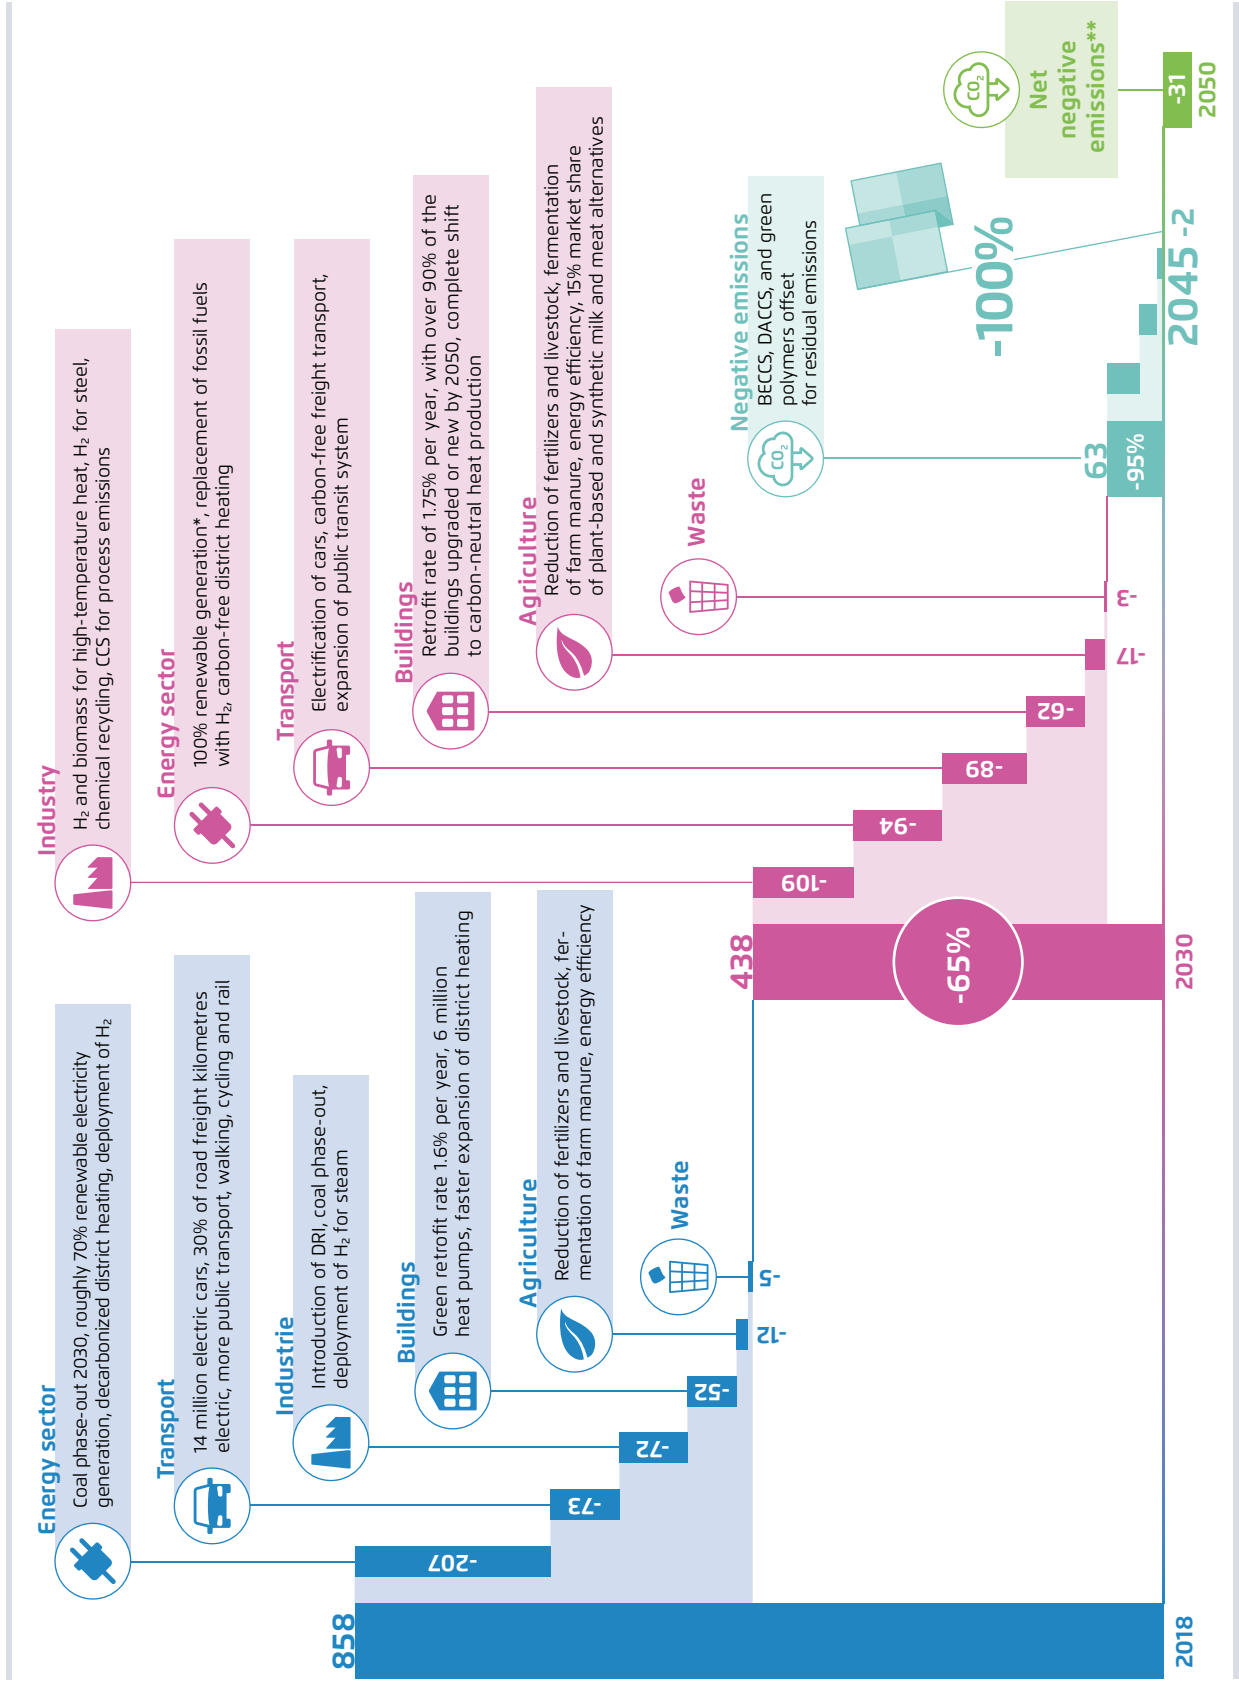 858
2018
Energy sector
Coal phase-out 2030, roughly 70% renewable electricity
generation, decarbonized district heating, deployment of H₂
-207
Transport
14 million electric cars, 30% of road freight kilometres
electric, more public transport, walking, cycling and rail
-73
Industrie
Introduction of DRI, coal phase-out,
deployment of H₂ for steam
-72
Buildings
Green retrofit rate 1.6% per year, 6 million
heat pumps, faster expansion of district heating
-52
Agriculture
Reduction of fertilizers and livestock, fer-
mentation of farm manure, energy efficiency
-12
Waste
-5
438
-65%
2030
Industry
H₂ and biomass for high-temperature heat, H₂ for steel,
chemical recycling, CCS for process emissions
-109
Energy sector
100% renewable generation*, replacement of fossil fuels
with H₂, carbon-free district heating
-94
Transport
Electrification of cars, carbon-free freight transport,
expansion of public transit system
-89
Buildings
Retrofit rate of 1.75% per year, with over 90% of the
buildings upgraded or new by 2050, complete shift
to carbon-neutral heat production
-62
Agriculture
Reduction of fertilizers and livestock, fermentation
of farm manure, energy efficiency, 15% market share
of plant-based and synthetic milk and meat alternatives
-17
Waste
-3
63
-95%
Negative emissions
CO₂
BECCS, DACCS, and green
polymers offset
for residual emissions
-100%
2045 -2
CO₂
Net
negative
emissions**
-31
2050